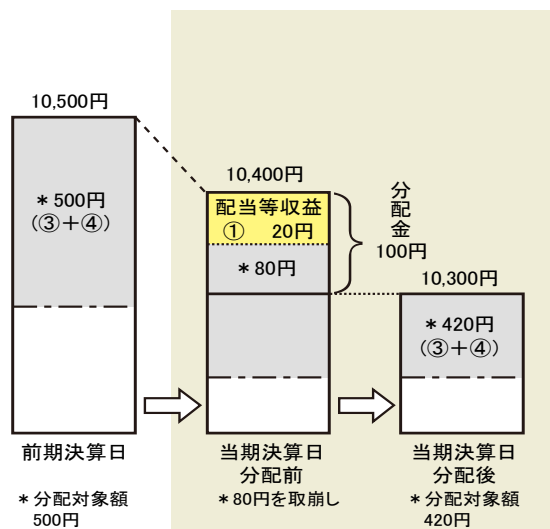 10,500円
＊500円
(③＋④)
前期決算日
＊分配対象額
500円
10,400円
配当等収益
① 20円
＊80円
分配金
100円
当期決算日
分配前
＊80円を取崩し
10,300円
＊420円
(③＋④)
当期決算日
分配後
＊分配対象額
420円